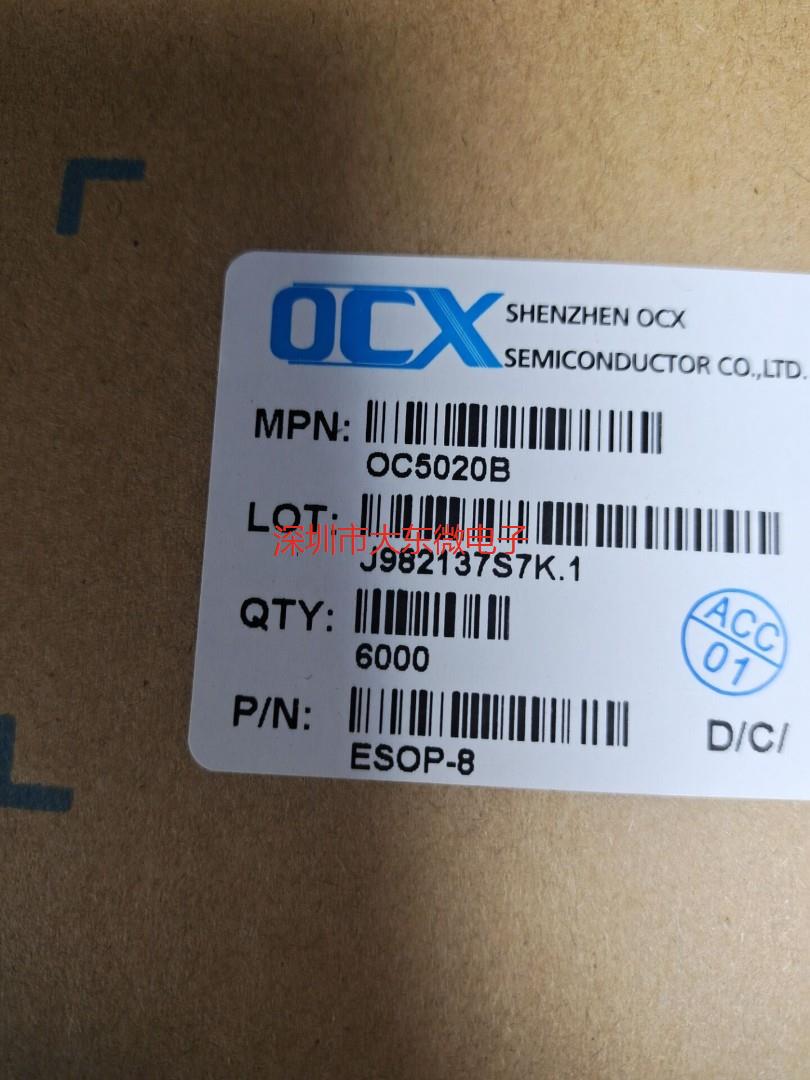 OCX
SHENZHEN OCX
SEMICONDUCTOR CO.,LTD.
MPN:
OC5020B
LOT:
深圳市大东微电子
J982137S7K.1
QTY:
6000
ACC
01
P/N:
ESOP-8
D/C/